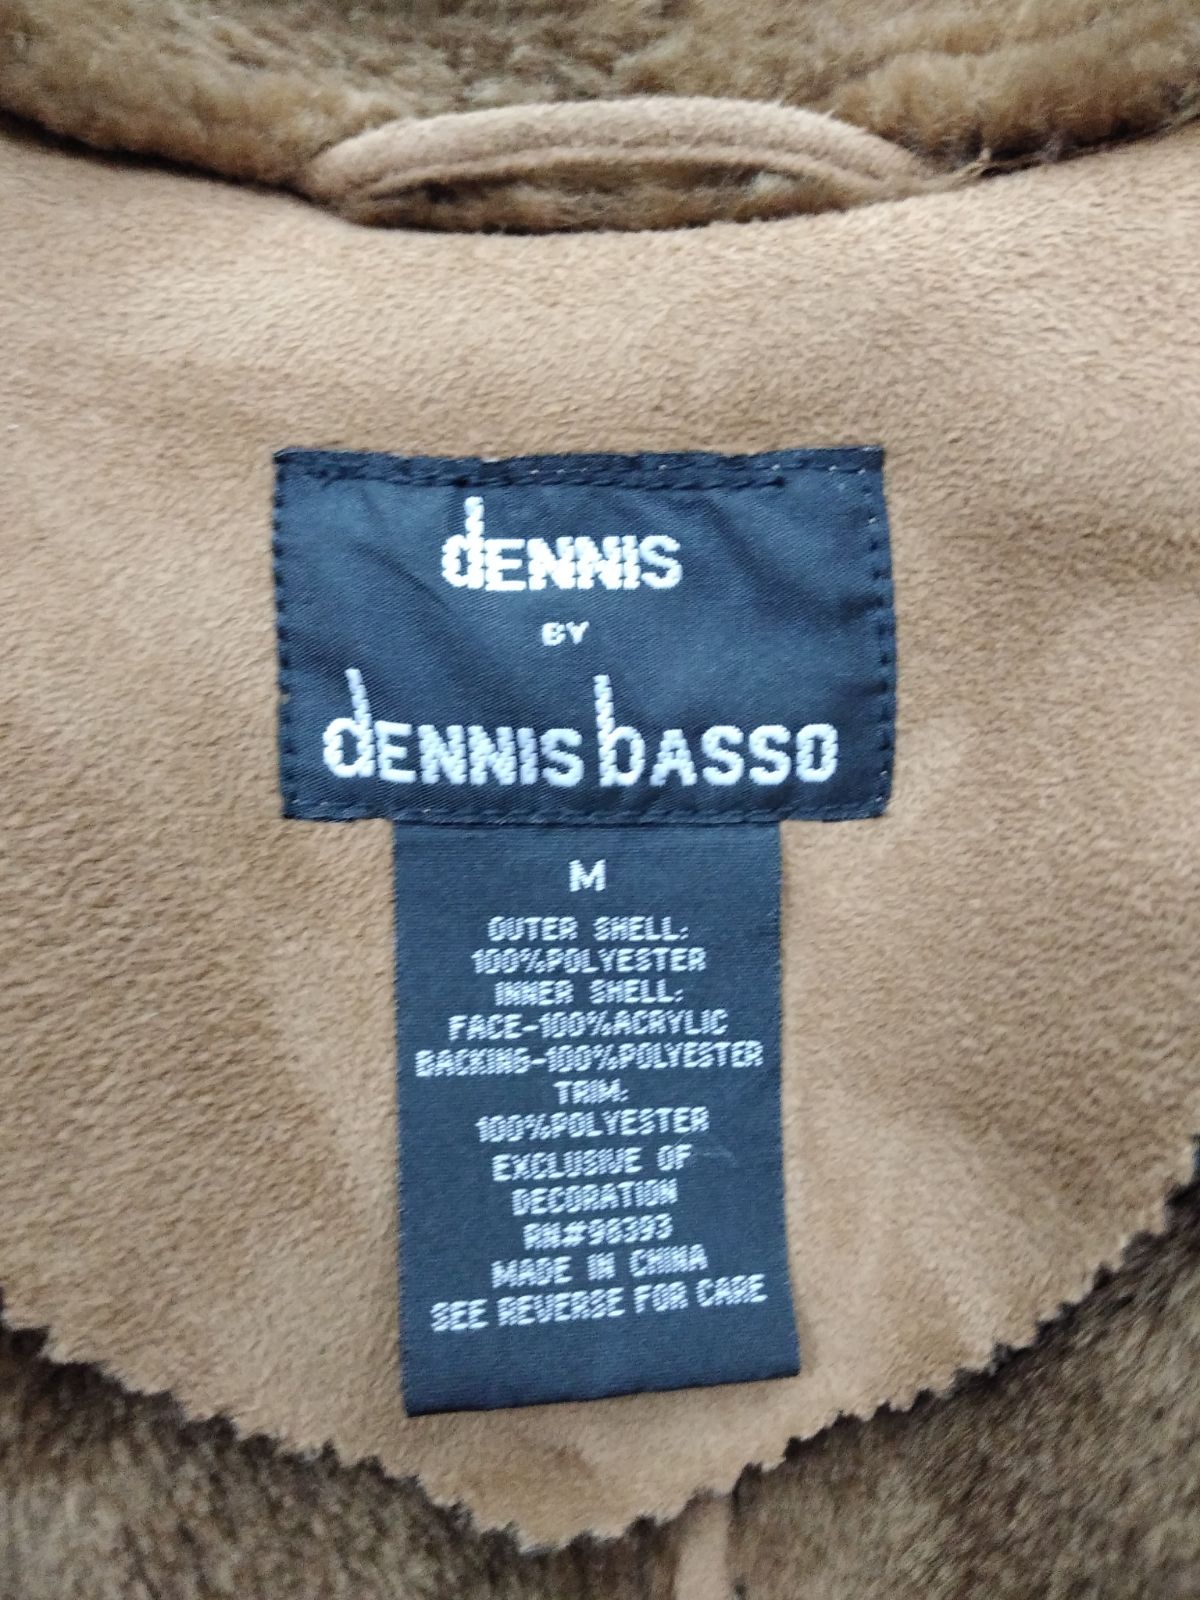 dENNIS
BY
dENNIS bASSO
M
OUTER SHELL:
100%POLYESTER
INNER SHELL:
FACE-100%ACRYLIC
BACKING-100%POLYESTER
TRIM:
100%POLYESTER
EXCLUSIVE OF
DECORATION
RN#98393
MADE IN CHINA
SEE REVERSE FOR CARE